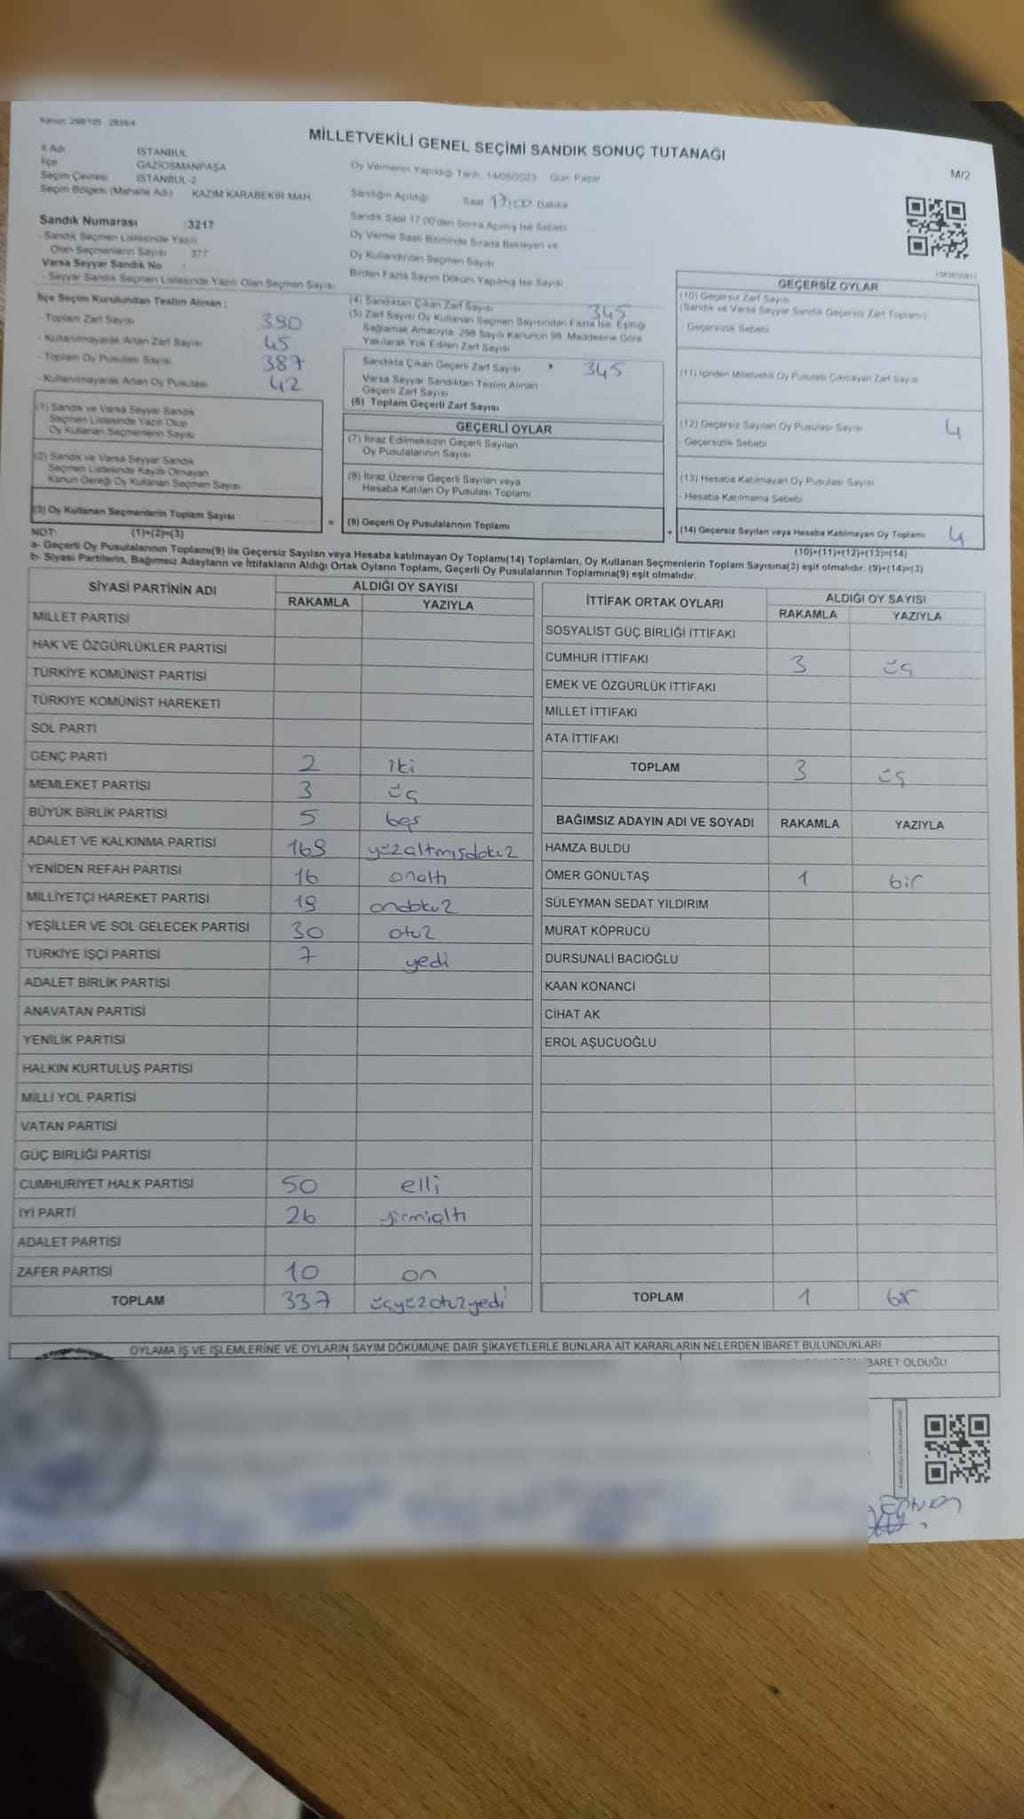 Kanun: 298/105 2839/4
MİLLETVEKİLİ GENEL SEÇİMİ SANDIK SONUÇ TUTANAĞI
M/2
İl Adı İSTANBUL
İlçe GAZİOSMANPAŞA
Seçim Çevresi İSTANBUL-2
Seçim Bölgesi (Mahalle Adı) KAZIM KARABEKİR MAH.
Sandık Numarası :3217
- Sandık Seçmen Listesinde Yazılı
Olan Seçmenlerin Sayısı 377
Varsa Seyyar Sandık No
- Seyyar Sandık Seçmen Listesinde Yazılı Olan Seçmen Sayısı
Oy Vermenin Yapıldığı Tarih: 14/05/2023 Gün: Pazar
Sandığın Açıldığı Saat 17:00 Dakika
Sandık Saat 17.00'den Sonra Açılmış İse Sebebi
Oy Verme Saati Bitiminde Sırada Bekleyen ve
Oy Kullandırılan Seçmen Sayısı
Birden Fazla Sayım Döküm Yapılmış İse Sayısı
İlçe Seçim Kurulundan Teslim Alınan :
- Toplam Zarf Sayısı 390
- Kullanılmayarak Artan Zarf Sayısı 45
- Toplam Oy Pusulası Sayısı 387
- Kullanılmayarak Artan Oy Pusulası 42
(1) Sandık ve Varsa Seyyar Sandık
Seçmen Listesinde Yazılı Olup
Oy Kullanan Seçmenlerin Sayısı
(2) Sandık ve Varsa Seyyar Sandık
Seçmen Listesinde Kayıtlı Olmayan
Kanun Gereği Oy Kullanan Seçmen Sayısı
(3) Oy Kullanan Seçmenlerin Toplam Sayısı
(4) Sandıktan Çıkan Zarf Sayısı 345
(5) Zarf Sayısı Oy Kullanan Seçmen Sayısından Fazla İse, Eşitliği
Sağlamak Amacıyla, 298 Sayılı Kanunun 98. Maddesine Göre
Yakılarak Yok Edilen Zarf Sayısı
Sandıkta Çıkan Geçerli Zarf Sayısı 345
Varsa Seyyar Sandıktan Teslim Alınan
Geçerli Zarf Sayısı
(6) Toplam Geçerli Zarf Sayısı
GEÇERLİ OYLAR
(7) İtiraz Edilmeksizin Geçerli Sayılan
Oy Pusulalarının Sayısı
(8) İtiraz Üzerine Geçerli Sayılan veya
Hesaba Katılan Oy Pusulası Toplamı
= (9) Geçerli Oy Pusulalarının Toplamı
GEÇERSİZ OYLAR
(10) Geçersiz Zarf Sayısı
(Sandık ve Varsa Seyyar Sandık Geçersiz Zarf Toplamı)
- Geçersizlik Sebebi
(11) İçinden Milletvekili Oy Pusulası Çıkmayan Zarf Sayısı
(12) Geçersiz Sayılan Oy Pusulası Sayısı 4
- Geçersizlik Sebebi
(13) Hesaba Katılmayan Oy Pusulası Sayısı
- Hesaba Katılmama Sebebi
+ (14) Geçersiz Sayılan veya Hesaba Katılmayan Oy Toplamı 4
NOT: (1)+(2)=(3)
(10)+(11)+(12)+(13)=(14)
a- Geçerli Oy Pusulalarının Toplamı(9) ile Geçersiz Sayılan veya Hesaba katılmayan Oy Toplamı(14) Toplamları, Oy Kullanan Seçmenlerin Toplam Sayısına(3) eşit olmalıdır. (9)+(14)=(3)
b- Siyasi Partilerin, Bağımsız Adayların ve İttifakların Aldığı Ortak Oyların Toplamı, Geçerli Oy Pusulalarının Toplamına(9) eşit olmalıdır.
SİYASİ PARTİNİN ADI ALDIĞI OY SAYISI
RAKAMLA YAZIYLA
MİLLET PARTİSİ
HAK VE ÖZGÜRLÜKLER PARTİSİ
TÜRKİYE KOMÜNİST PARTİSİ
TÜRKİYE KOMÜNİST HAREKETİ
SOL PARTİ
GENÇ PARTİ 2 iki
MEMLEKET PARTİSİ 3 üç
BÜYÜK BİRLİK PARTİSİ 5 beş
ADALET VE KALKINMA PARTİSİ 169 yüzaltmışdokuz
YENİDEN REFAH PARTİSİ 16 onaltı
MİLLİYETÇİ HAREKET PARTİSİ 19 ondokuz
YEŞİLLER VE SOL GELECEK PARTİSİ 30 otuz
TÜRKİYE İŞÇİ PARTİSİ 7 yedi
ADALET BİRLİK PARTİSİ
ANAVATAN PARTİSİ
YENİLİK PARTİSİ
HALKIN KURTULUŞ PARTİSİ
MİLLİ YOL PARTİSİ
VATAN PARTİSİ
GÜÇ BİRLİĞİ PARTİSİ
CUMHURİYET HALK PARTİSİ 50 elli
İYİ PARTİ 26 yirmialtı
ADALET PARTİSİ
ZAFER PARTİSİ 10 on
TOPLAM 337 üçyüzotuzyedi
İTTİFAK ORTAK OYLARI ALDIĞI OY SAYISI
RAKAMLA YAZIYLA
SOSYALİST GÜÇ BİRLİĞİ İTTİFAKI
CUMHUR İTTİFAKI 3 üç
EMEK VE ÖZGÜRLÜK İTTİFAKI
MİLLET İTTİFAKI
ATA İTTİFAKI
TOPLAM 3 üç
BAĞIMSIZ ADAYIN ADI VE SOYADI RAKAMLA YAZIYLA
HAMZA BULDU
ÖMER GÖNÜLTAŞ 1 bir
SÜLEYMAN SEDAT YILDIRIM
MURAT KÖPRÜCÜ
DURSUNALİ BACIOĞLU
KAAN KONANCİ
CİHAT AK
EROL AŞUCUOĞLU
TOPLAM 1 bir
OYLAMA İŞ VE İŞLEMLERİNE VE OYLARIN SAYIM DÖKÜMÜNE DAİR ŞİKAYETLERLE BUNLARA AİT KARARLARIN NELERDEN İBARET BULUNDUKLARI
İBARET OLDUĞU